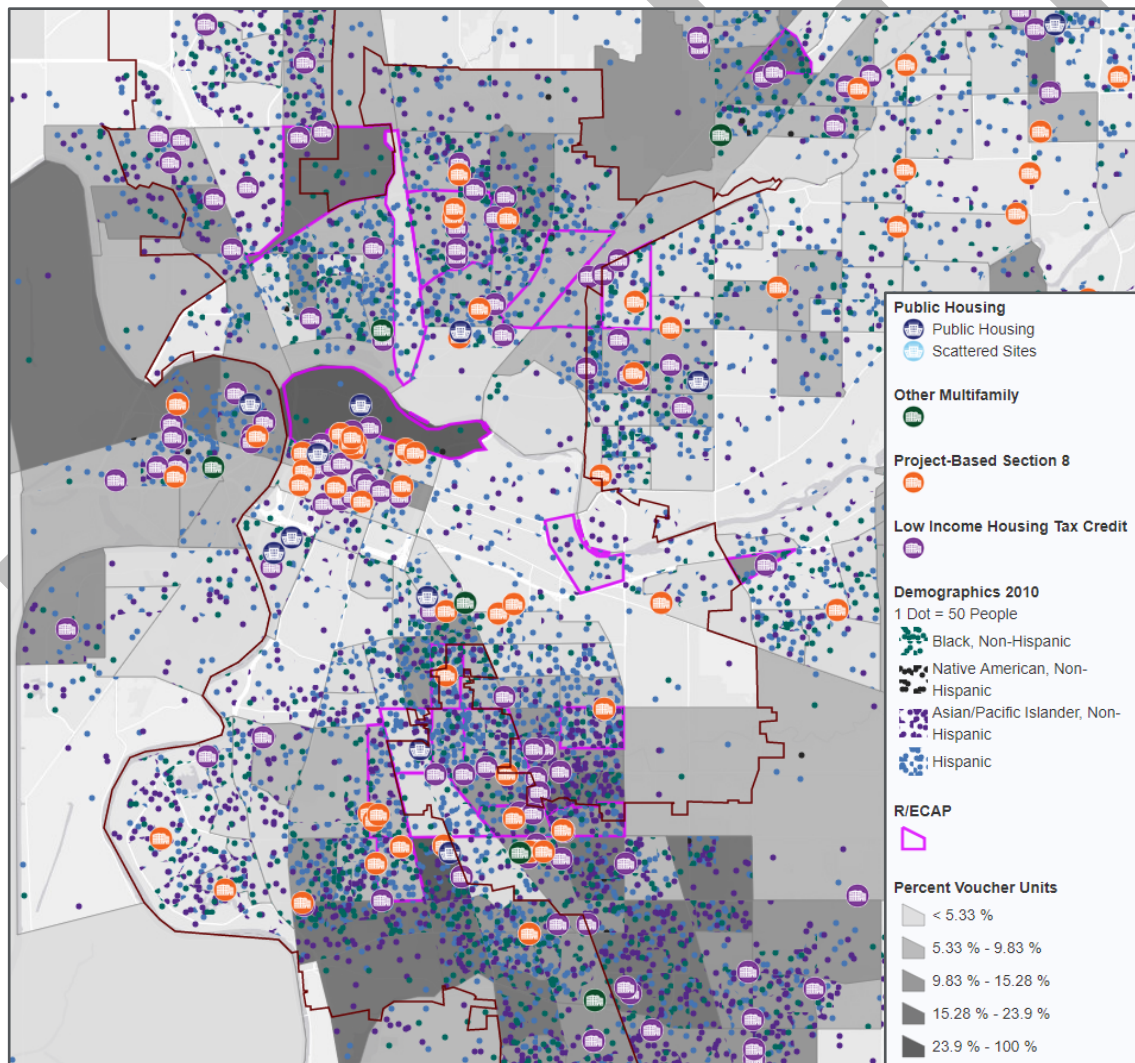 Public Housing
Public Housing
Scattered Sites
Other Multifamily
Project-Based Section 8
Low Income Housing Tax Credit
Demographics 2010
1 Dot = 50 People
Black, Non-Hispanic
Native American, Non-
Hispanic
Asian/Pacific Islander, Non-
Hispanic
Hispanic
R/ECAP
Percent Voucher Units
< 5.33 %
5.33 % - 9.83 %
9.83 % - 15.28 %
15.28 % - 23.9 %
23.9 % - 100 %